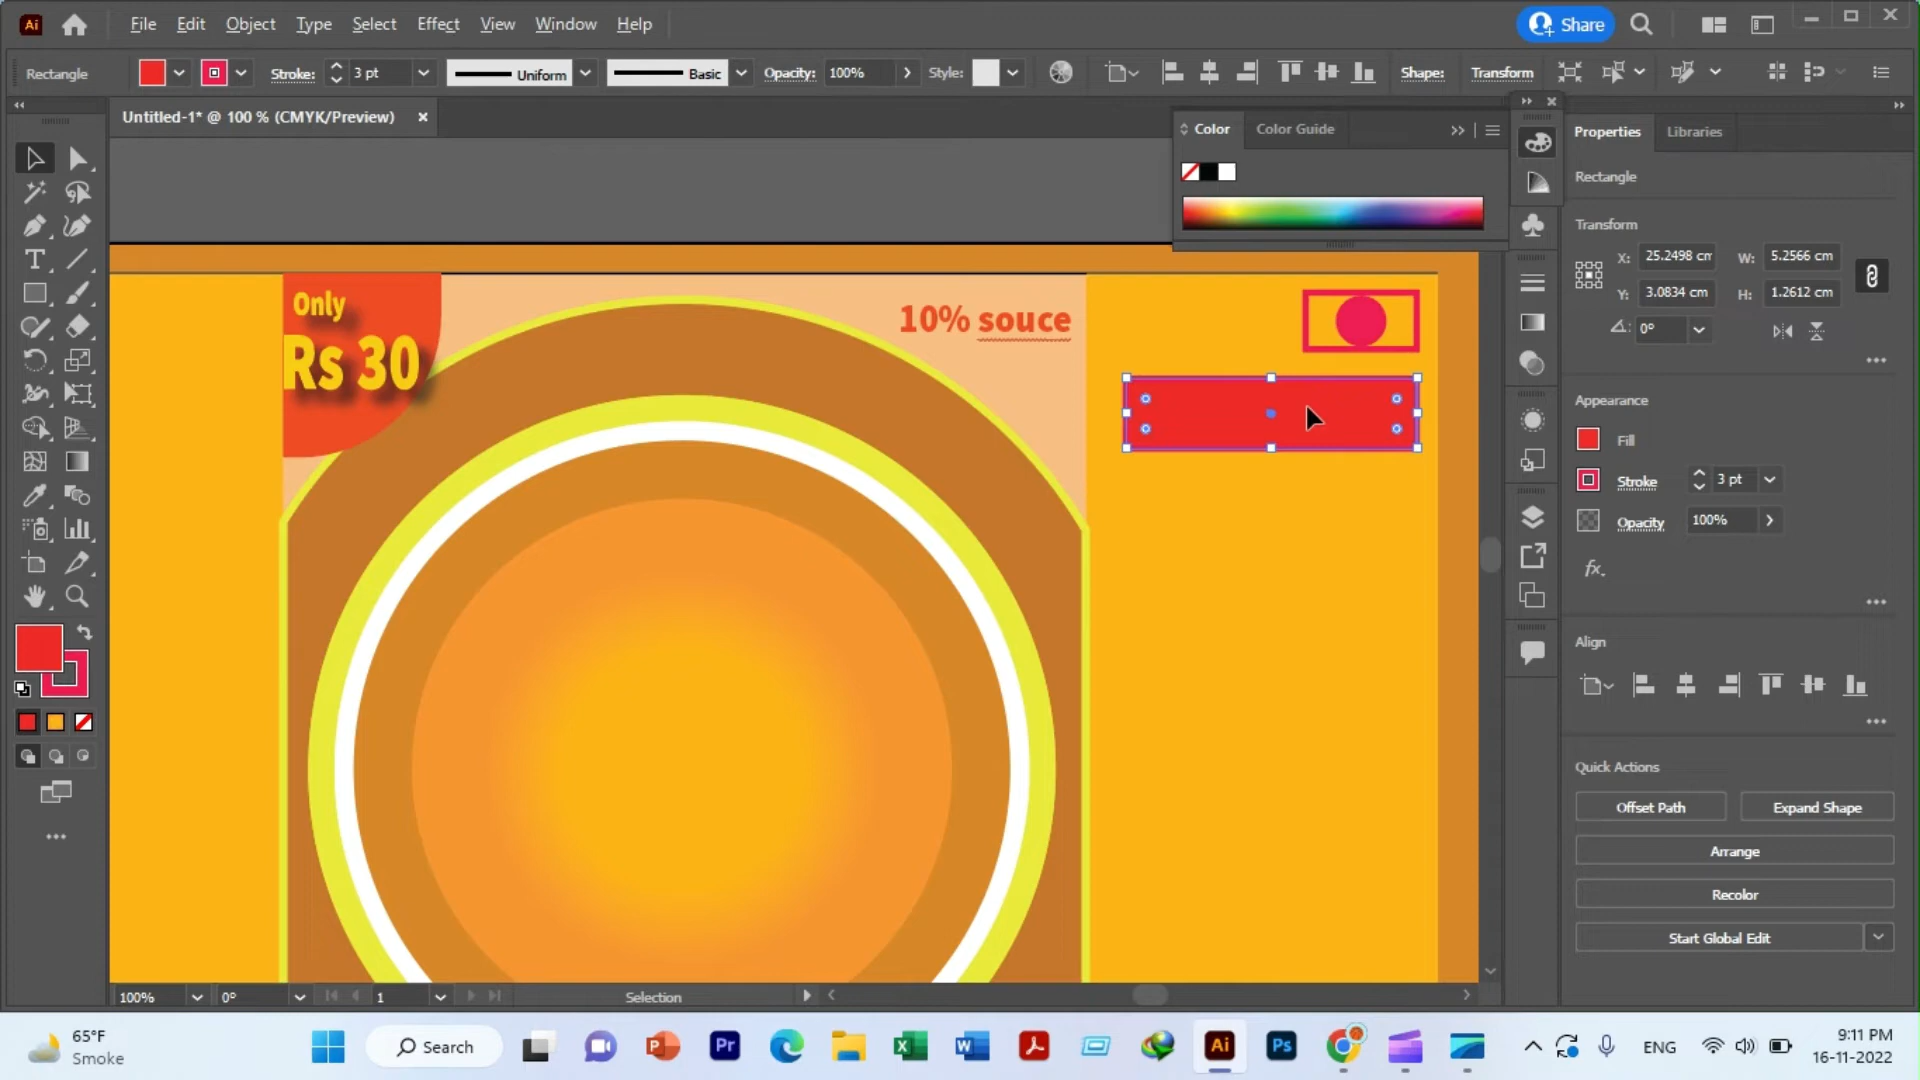 Ai File Edit Object Type Select Effect View Window Help Share
Rectangle Stroke: 3 pt Uniform Basic Opacity: 100% Style: Shape: Transform
Untitled-1* @ 100 % (CMYK/Preview)
Color Color Guide
Properties Libraries
Rectangle
Transform
X: 25.2498 cm W: 5.2566 cm
Y: 3.0834 cm H: 1.2612 cm
0°
Appearance
Fill
Stroke 3 pt
Opacity 100%
fx.
Align
Quick Actions
Offset Path Expand Shape
Arrange
Recolor
Start Global Edit
Only
Rs 30
10% souce
100% 0° 1 Selection
65°F
Smoke
Search
Pr
Ai
Ps
ENG
9:11 PM
16-11-2022